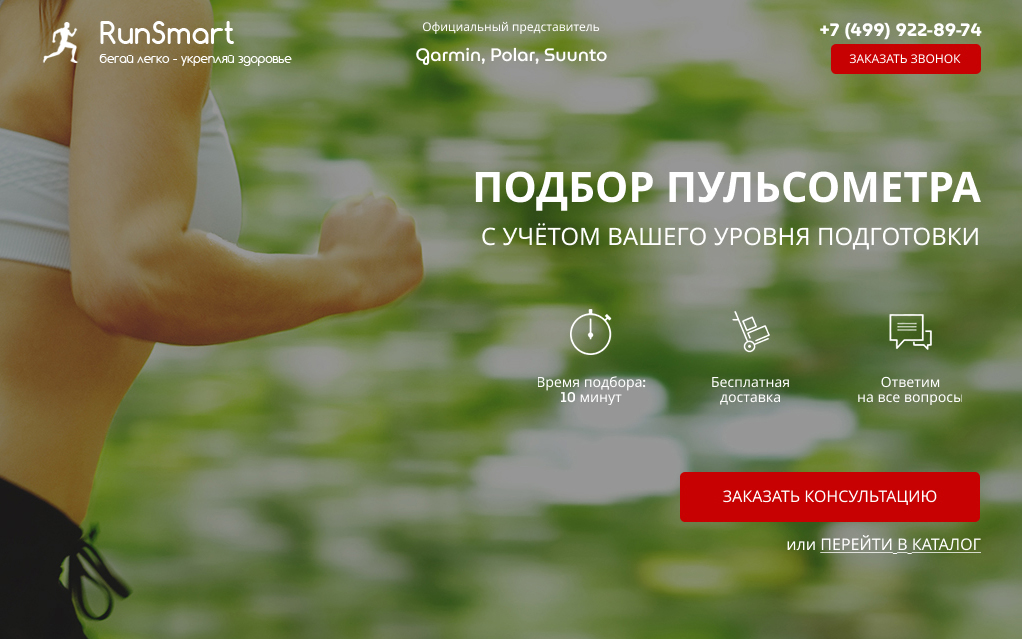 RunSmart
бегай легко - укрепляй здоровье
Официальный представитель
Garmin, Polar, Suunto
+7 (499) 922-89-74
ЗАКАЗАТЬ ЗВОНОК
ПОДБОР ПУЛЬСОМЕТРА
С УЧЁТОМ ВАШЕГО УРОВНЯ ПОДГОТОВКИ
Время подбора:
10 минут
Бесплатная
доставка
Ответим
на все вопросы
ЗАКАЗАТЬ КОНСУЛЬТАЦИЮ
или ПЕРЕЙТИ В КАТАЛОГ